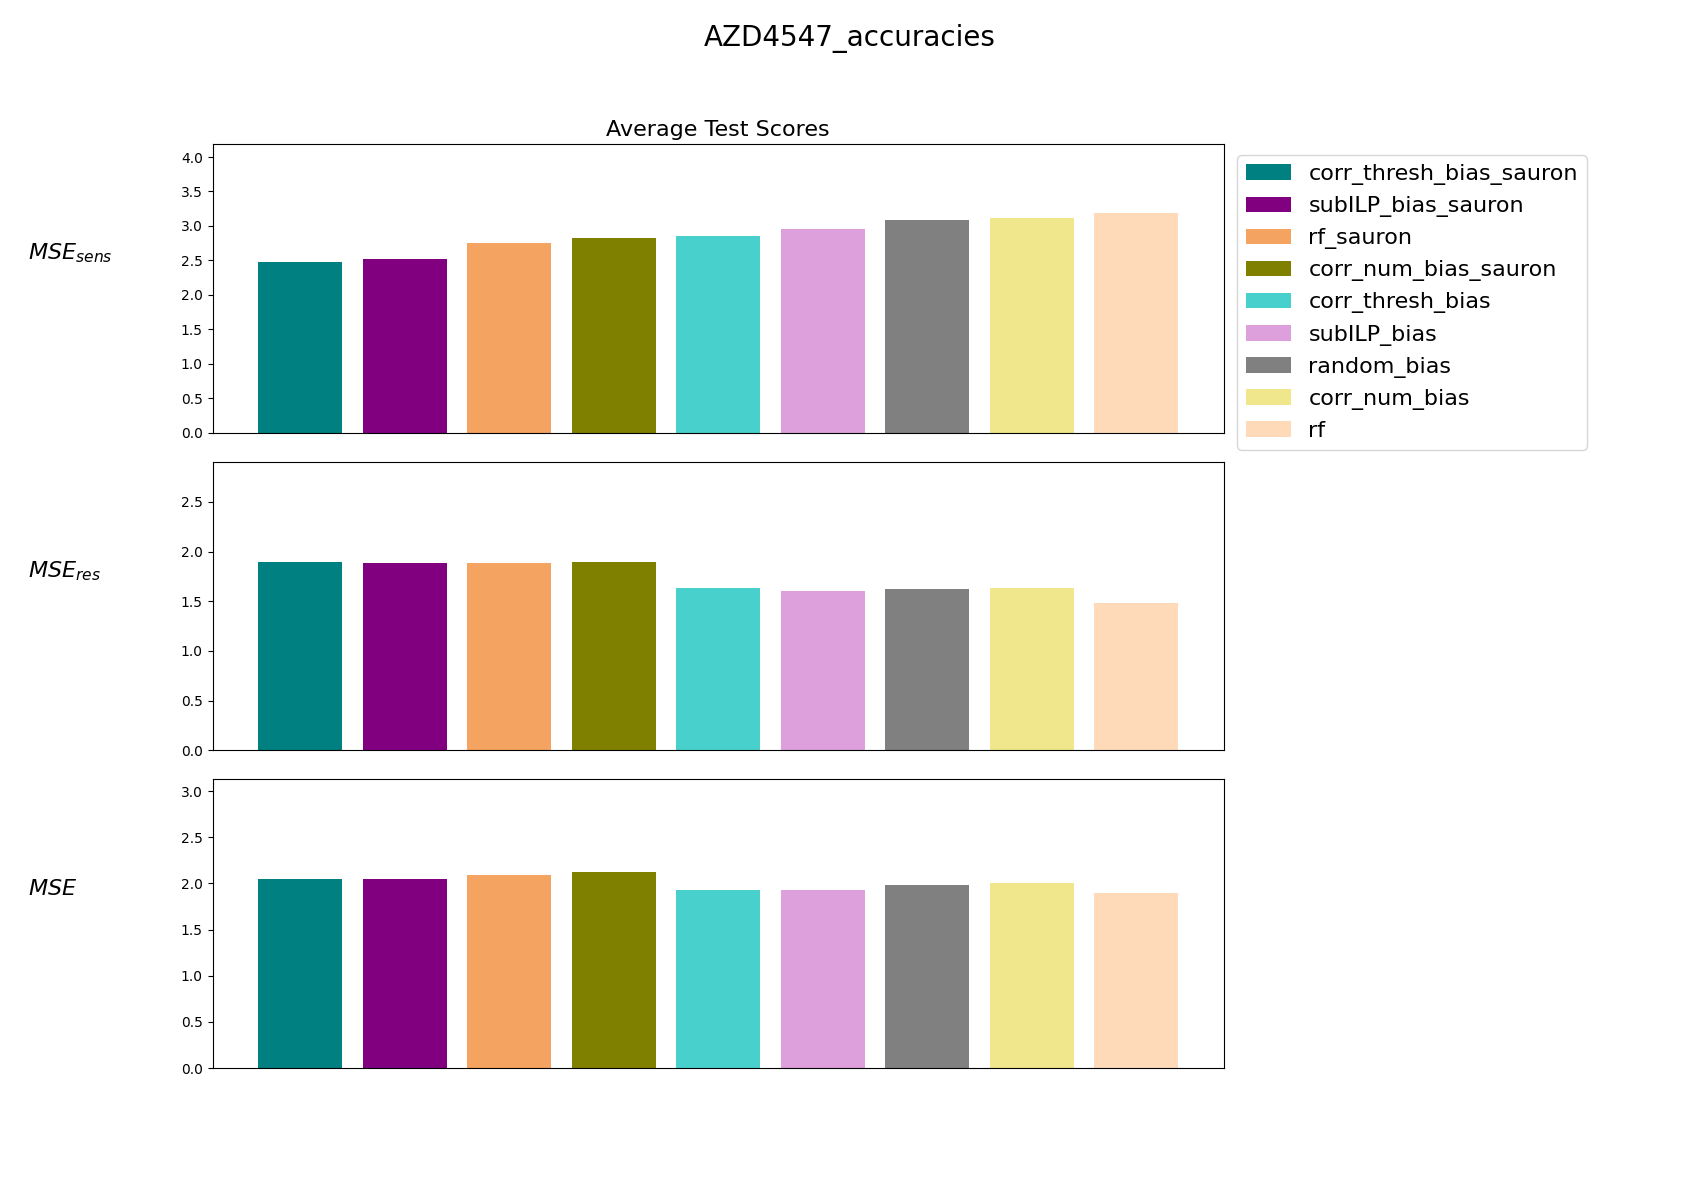 AZD4547_accuracies
Average Test Scores
MSE_sens
4.0
3.5
3.0
2.5
2.0
1.5
1.0
0.5
0.0
corr_thresh_bias_sauron
subILP_bias_sauron
rf_sauron
corr_num_bias_sauron
corr_thresh_bias
subILP_bias
random_bias
corr_num_bias
rf
MSE_res
2.5
2.0
1.5
1.0
0.5
0.0
MSE
3.0
2.5
2.0
1.5
1.0
0.5
0.0